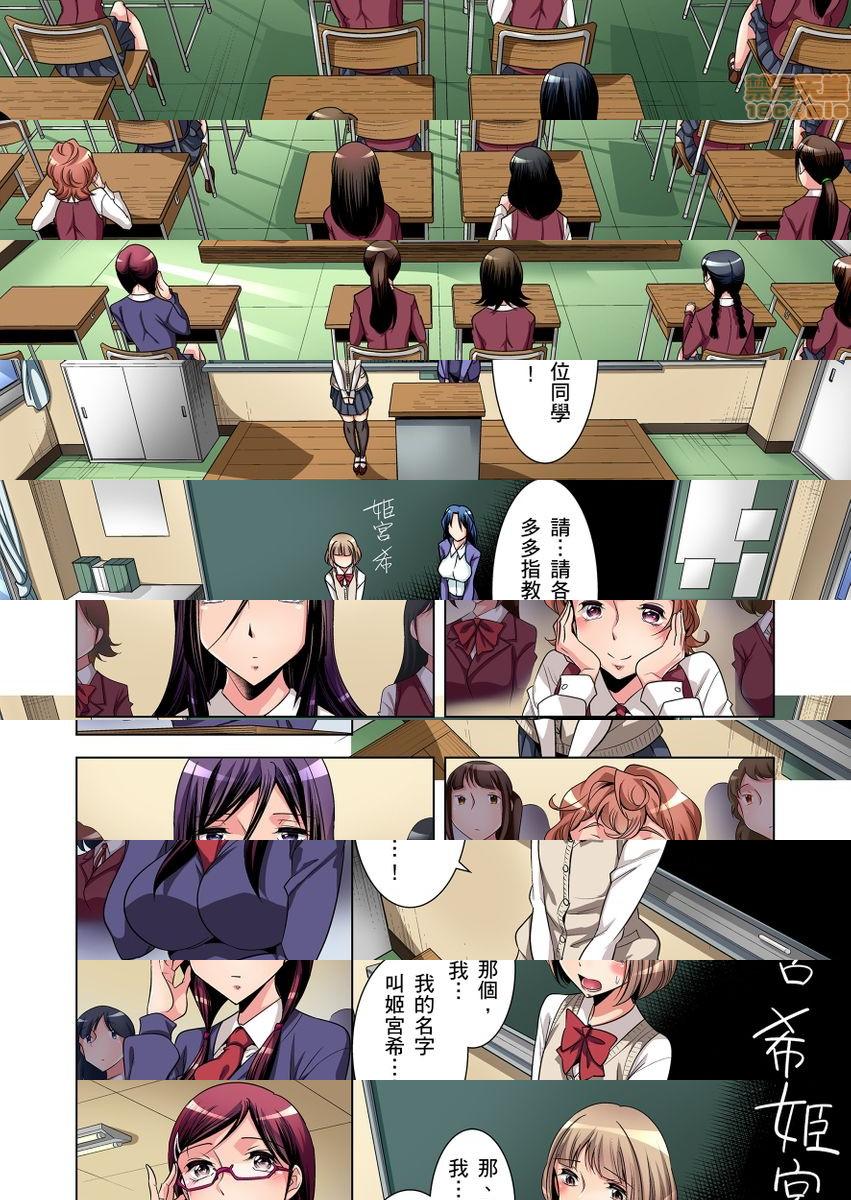 位同學
！
姬宮希
請…請各
多多指教
…！
那個，
我…
我的名字
叫姬宮希…
宮希
姬宮
那、
我…